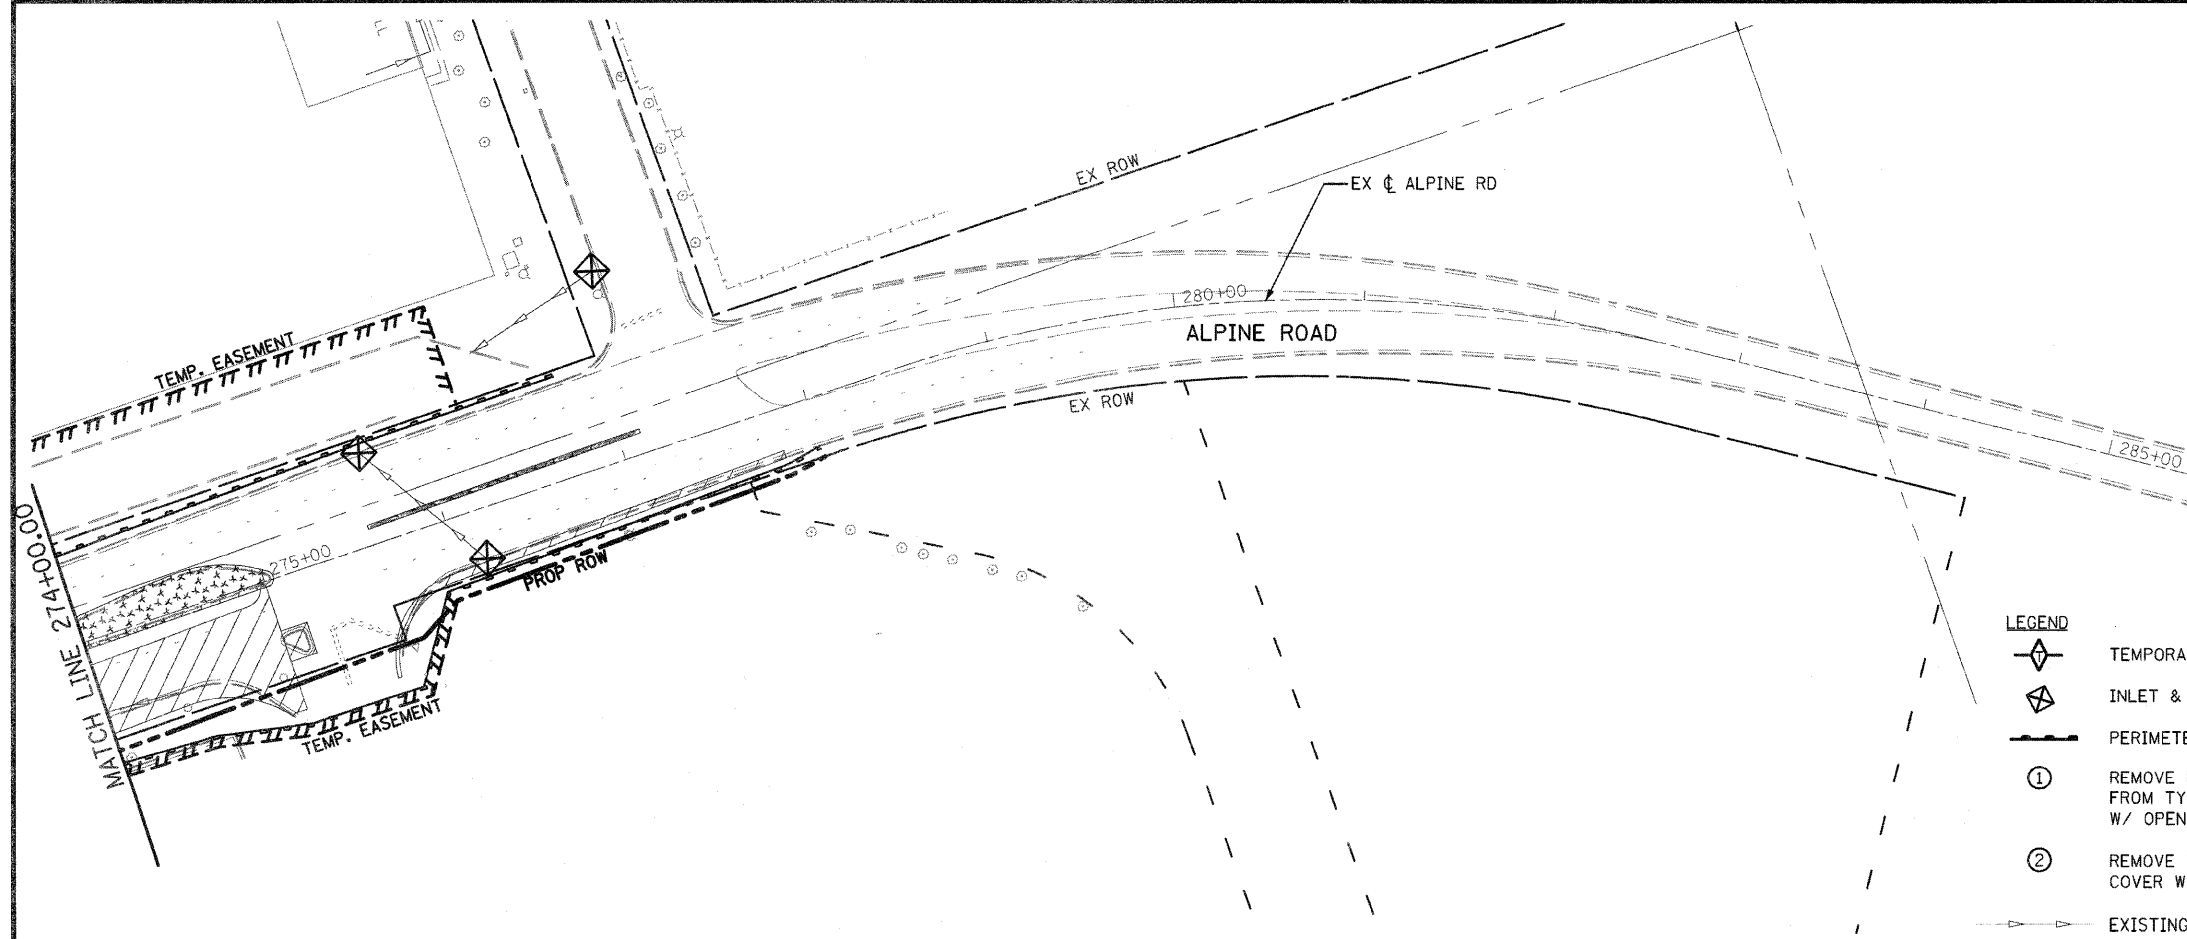 EX ROW
EX ℄ ALPINE RD
280+00
ALPINE ROAD
TEMP. EASEMENT
EX ROW
285+00
275+00
PROP ROW
MATCH LINE 274+00.00
TEMP. EASEMENT
LEGEND
T TEMPORA
INLET &
PERIMETE
1 REMOVE
FROM TY
W/ OPEN
2 REMOVE
COVER W
EXISTING